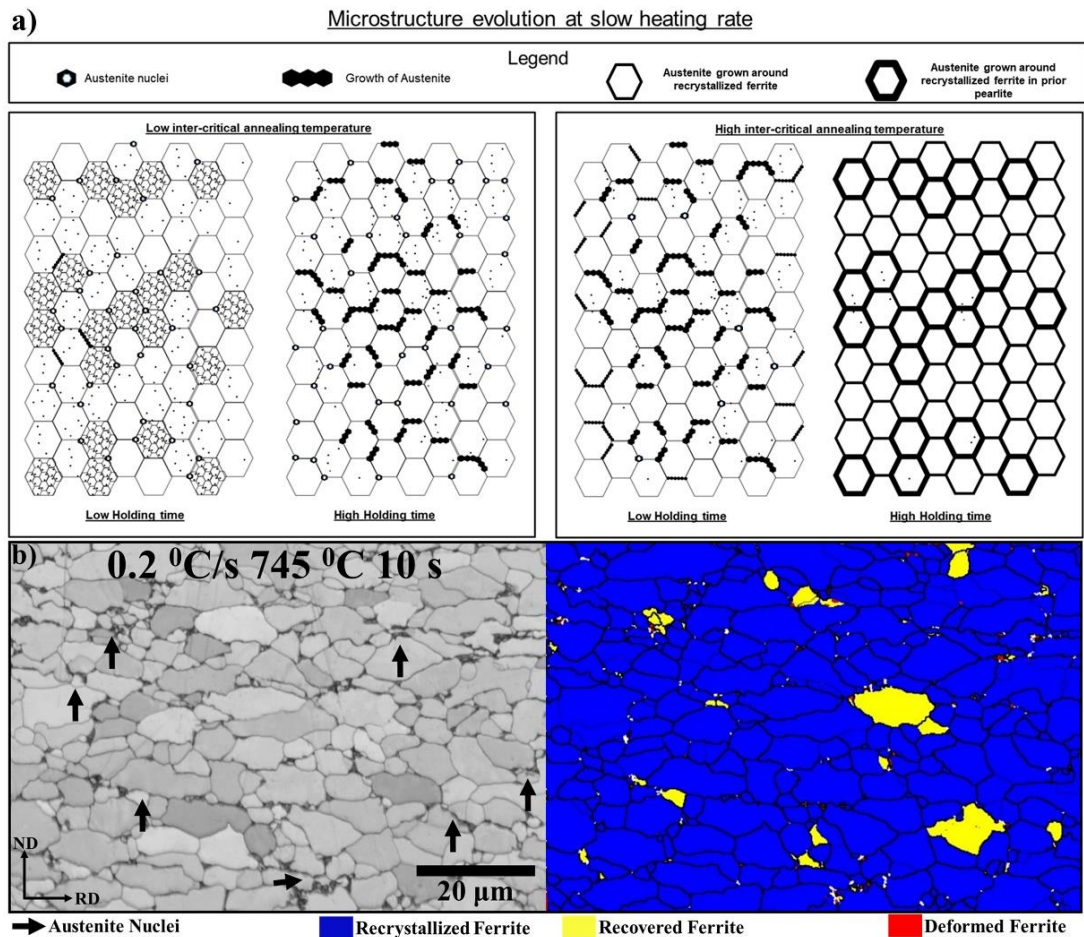 a)
Microstructure evolution at slow heating rate
Legend
Austenite nuclei
Growth of Austenite
Austenite grown around
recrystallized ferrite
Austenite grown around
recrystallized ferrite in prior
pearlite
Low inter-critical annealing temperature
Low Holding time
High Holding time
High inter-critical annealing temperature
Low Holding time
High Holding time
b)
0.2 ⁰C/s 745 ⁰C 10 s
ND
RD
20 µm
Austenite Nuclei
Recrystallized Ferrite
Recovered Ferrite
Deformed Ferrite